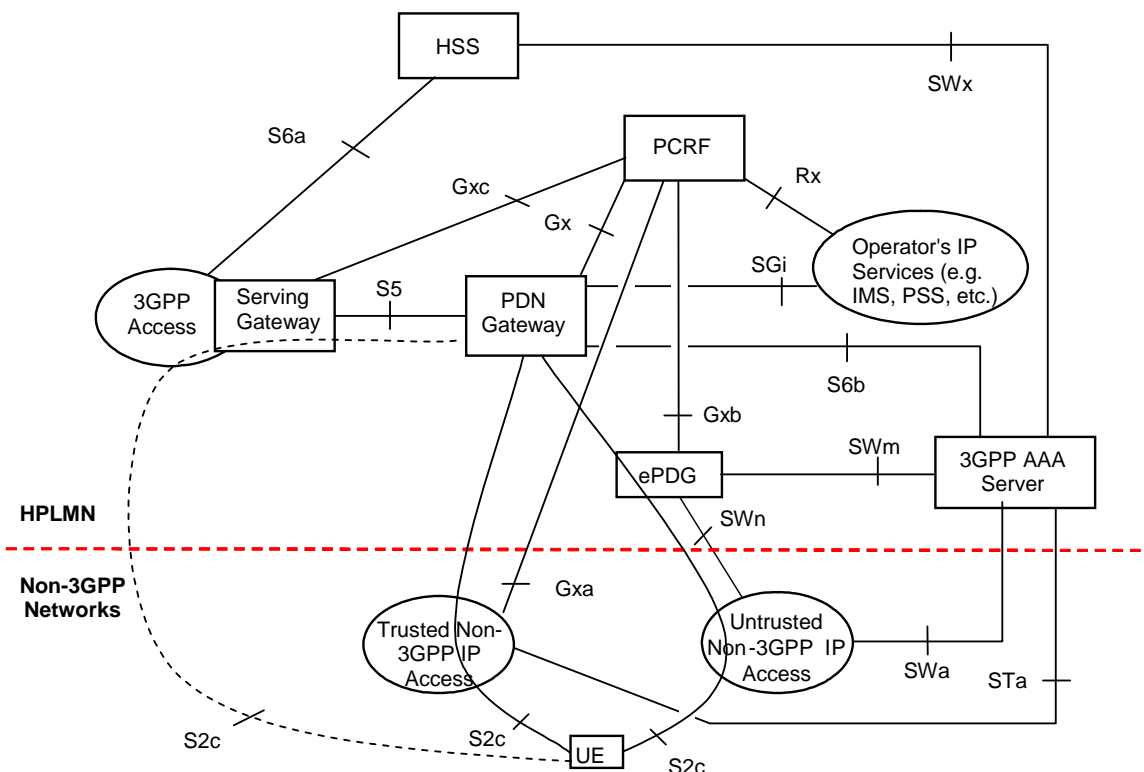 HSS
SWx
S6a
PCRF
Gxc
Rx
Gx
Operator's IP
Services (e.g.
IMS, PSS, etc.)
SGi
3GPP
Access
Serving
Gateway
S5
PDN
Gateway
S6b
Gxb
SWm
3GPP AAA
Server
ePDG
HPLMN
SWn
Non-3GPP
Networks
Gxa
Trusted Non-
3GPP IP
Access
Untrusted
Non-3GPP IP
Access
SWa
STa
S2c
S2c
UE
S2c